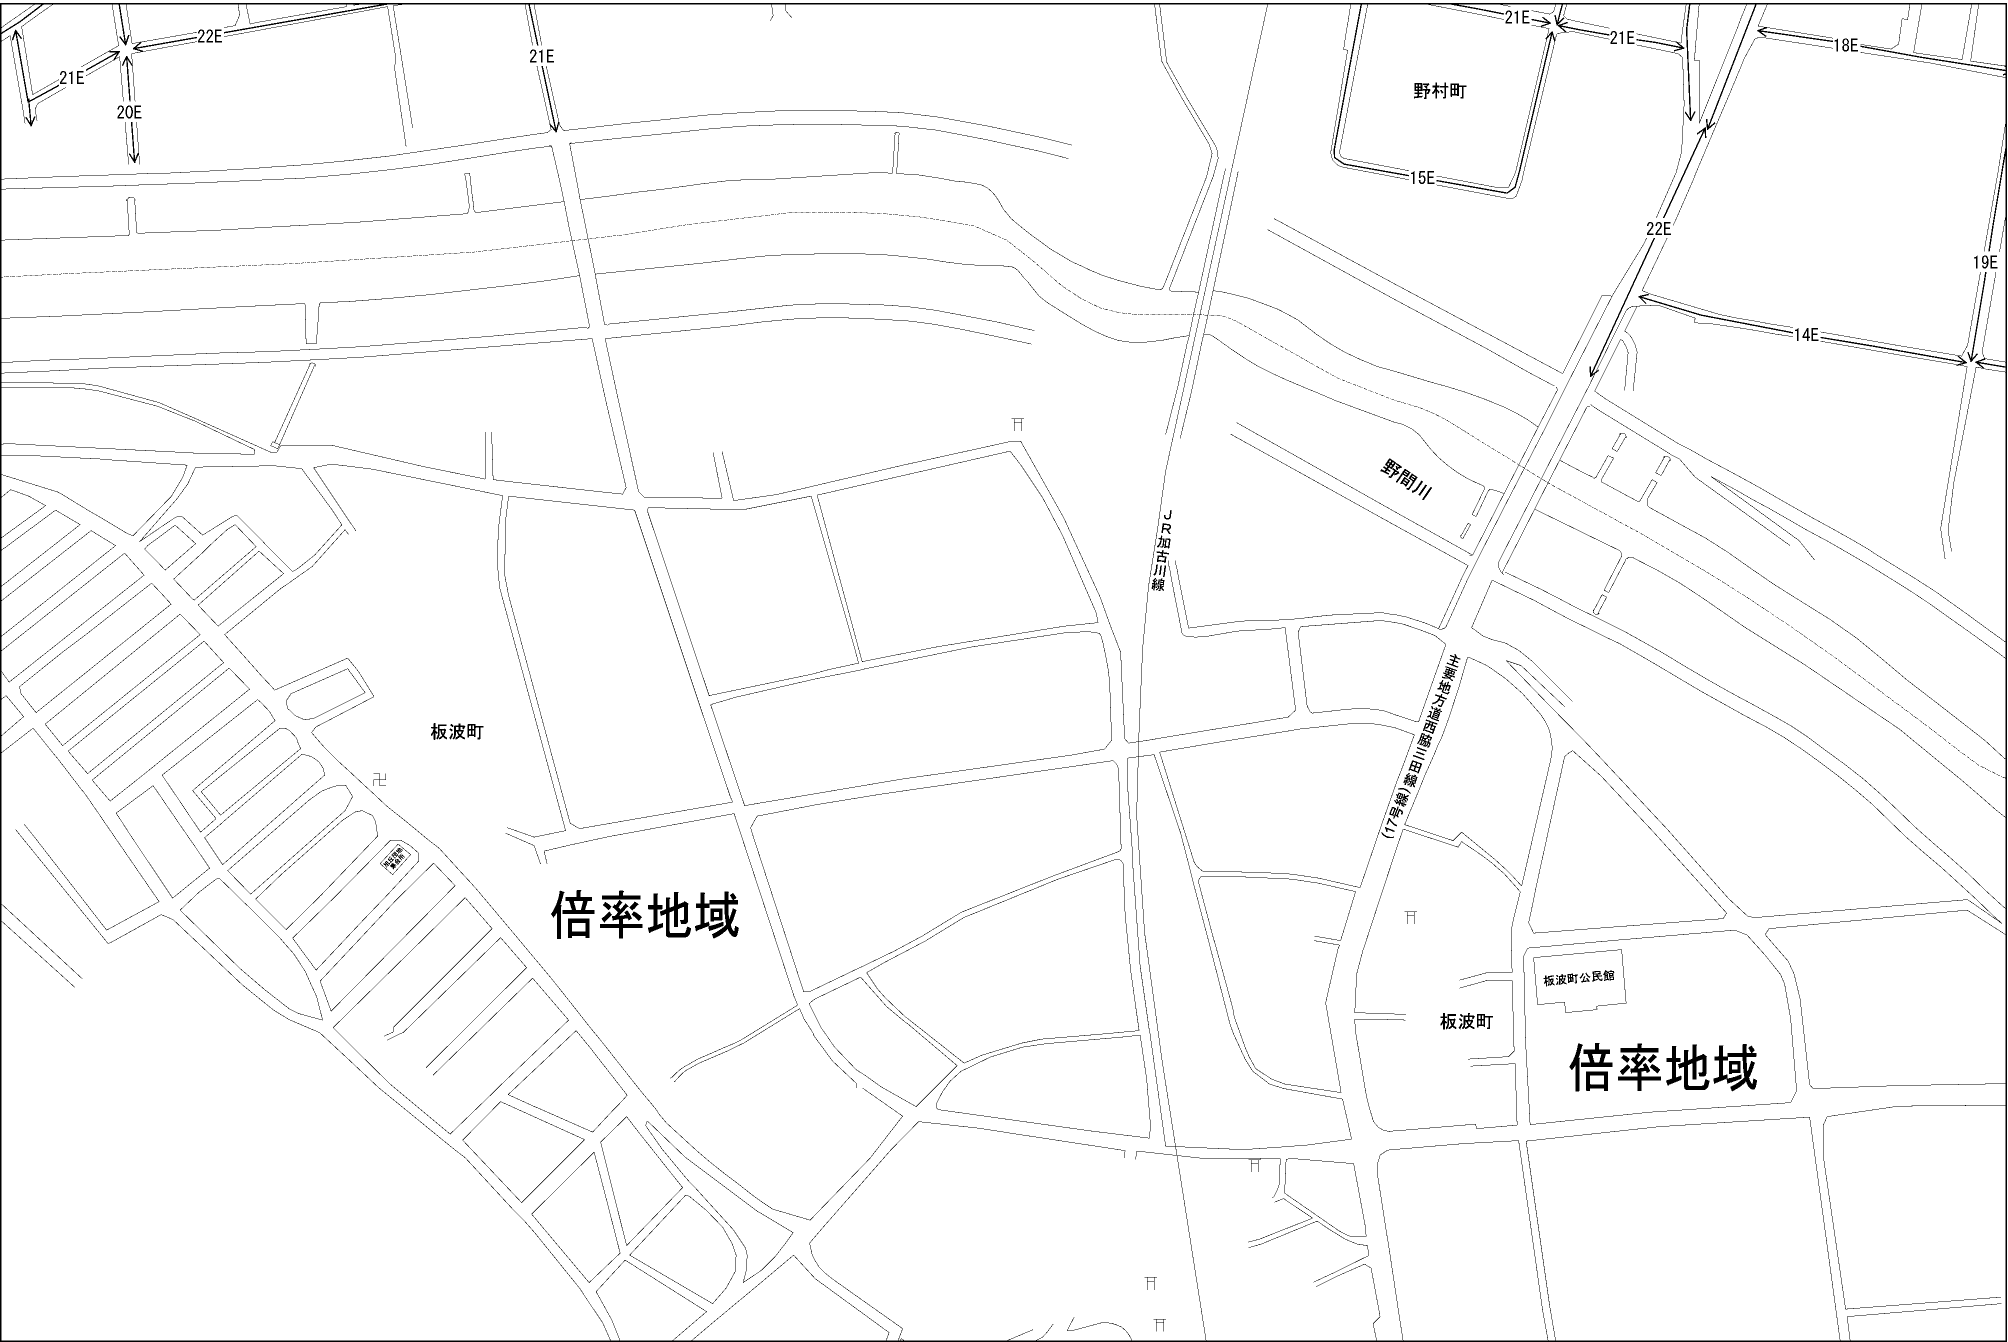 21E
22E
21E
21E
18E
21E
20E
野村町
15E
22E
19E
14E
野間川
JR加古川線
主要地方道西脇三田線(17号線)
板波町
倍率地域
板波町公民館
板波町
倍率地域